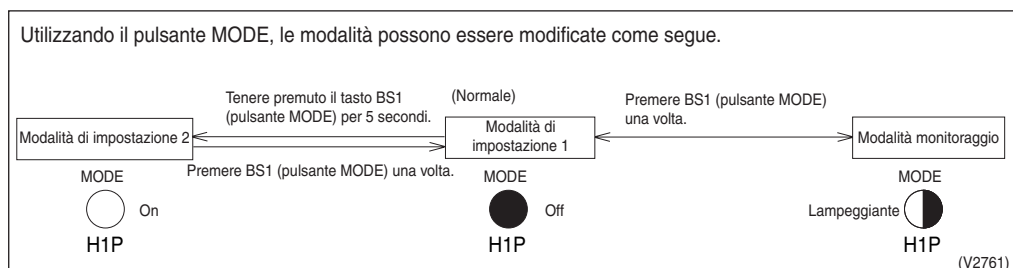 Utilizzando il pulsante MODE, le modalità possono essere modificate come segue.
Tenere premuto il tasto BS1
(pulsante MODE) per 5 secondi.
(Normale)
Premere BS1 (pulsante MODE)
una volta.
Modalità di impostazione 2
Modalità di
impostazione 1
Modalità monitoraggio
Premere BS1 (pulsante MODE) una volta.
MODE
On
H1P
MODE
Off
H1P
MODE
Lampeggiante
H1P
(V2761)